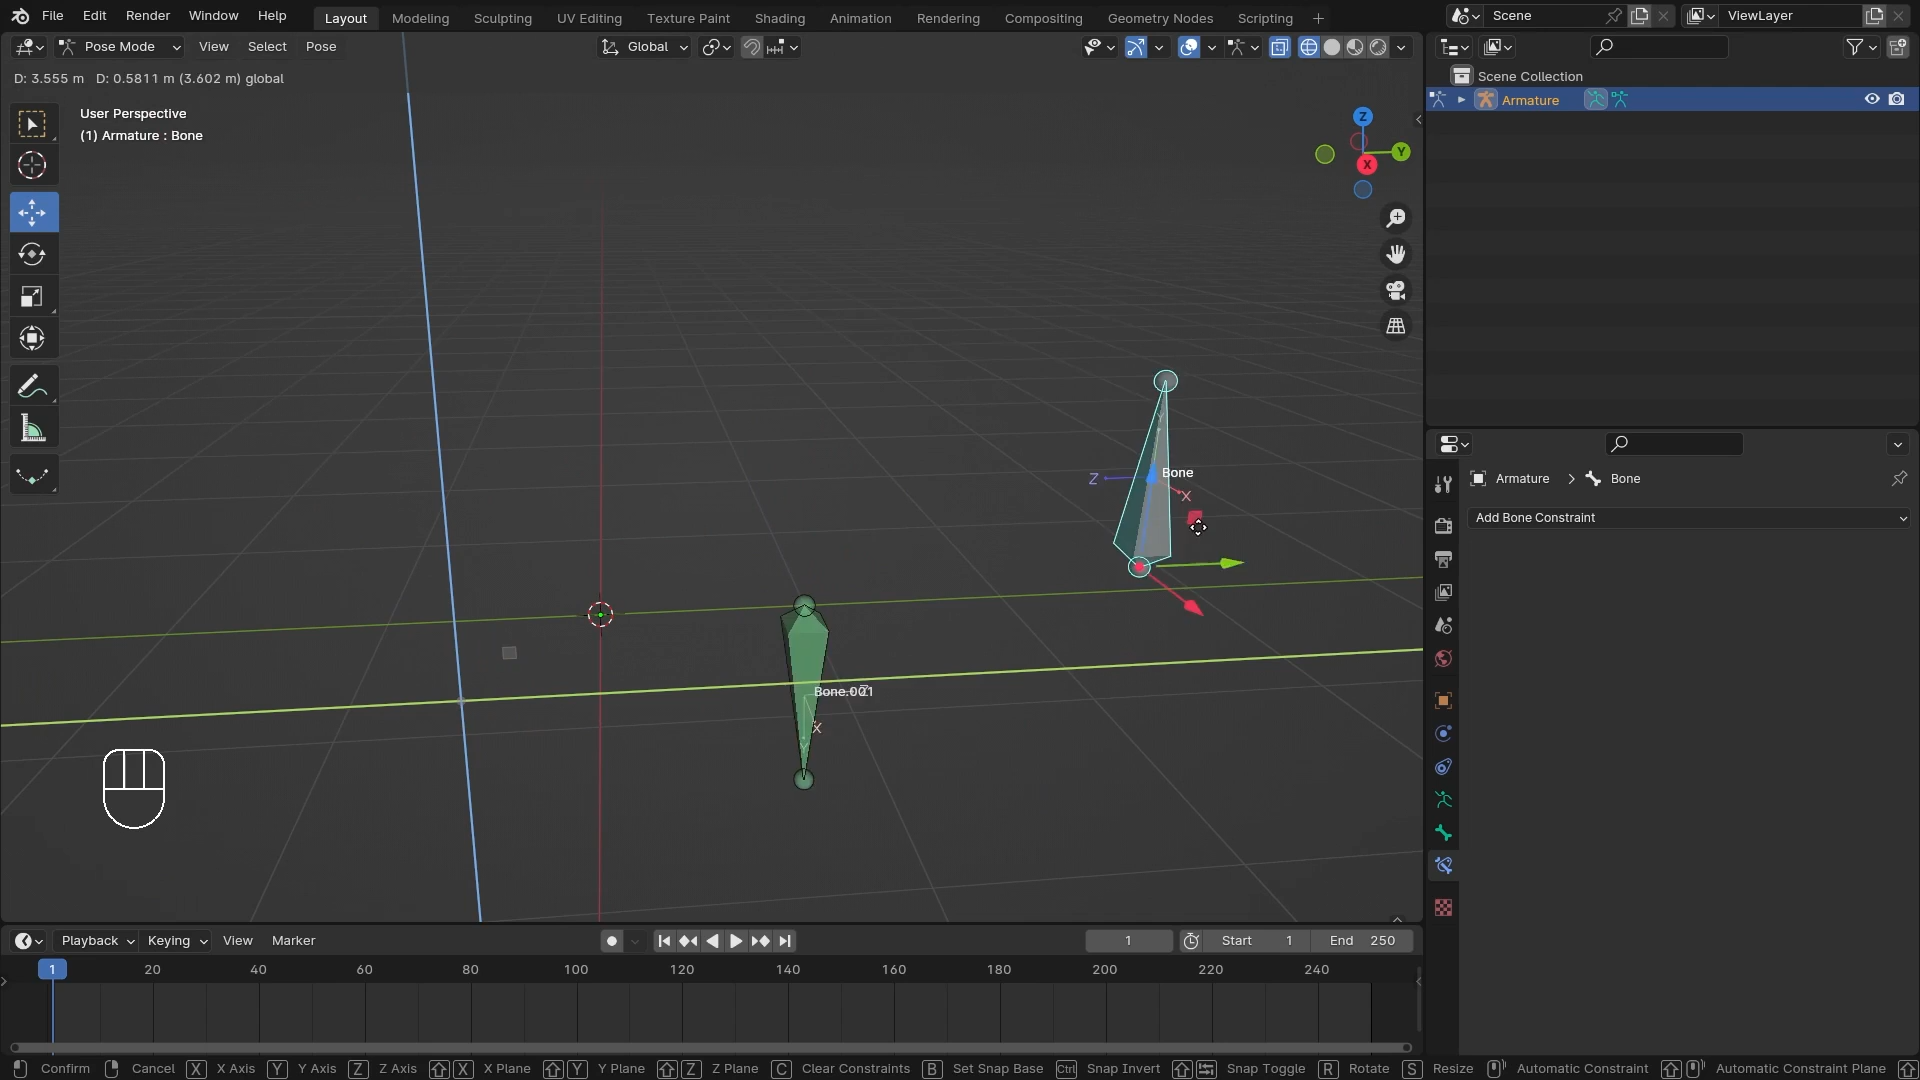 File Edit Render Window Help Layout Modeling Sculpting UV Editing Texture Paint Shading Animation Rendering Compositing Geometry Nodes Scripting + Scene ViewLayer
Pose Mode View Select Pose Global
D: 3.555 m D: 0.5811 m (3.602 m) global
Scene Collection
Armature
User Perspective
(1) Armature : Bone
Z
Y
X
Bone
Z
X
Bone.001
Z
X
Armature > Bone
Add Bone Constraint
Playback Keying View Marker 1 Start 1 End 250
1 20 40 60 80 100 120 140 160 180 200 220 240
Confirm Cancel X X Axis Y Y Axis Z Z Axis X X Plane Y Y Plane Z Z Plane C Clear Constraints B Set Snap Base Ctrl Snap Invert Snap Toggle R Rotate S Resize Automatic Constraint Automatic Constraint Plane